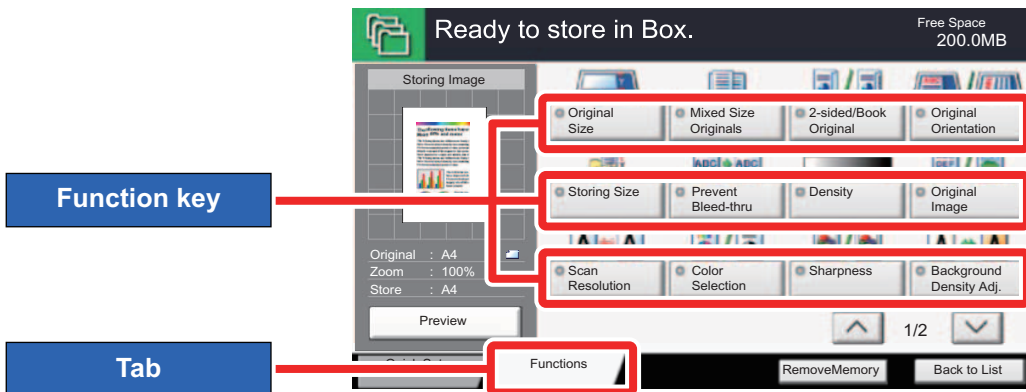 Ready to store in Box.
Free Space
200.0MB
Storing Image
Original : A4
Zoom : 100%
Store : A4
Preview
Original
Size
Mixed Size
Originals
2-sided/Book
Original
Original
Orientation
ABC ABC
Storing Size
Prevent
Bleed-thru
Density
Original
Image
Scan
Resolution
Color
Selection
Sharpness
Background
Density Adj.
1/2
Functions
RemoveMemory
Back to List
Function key
Tab